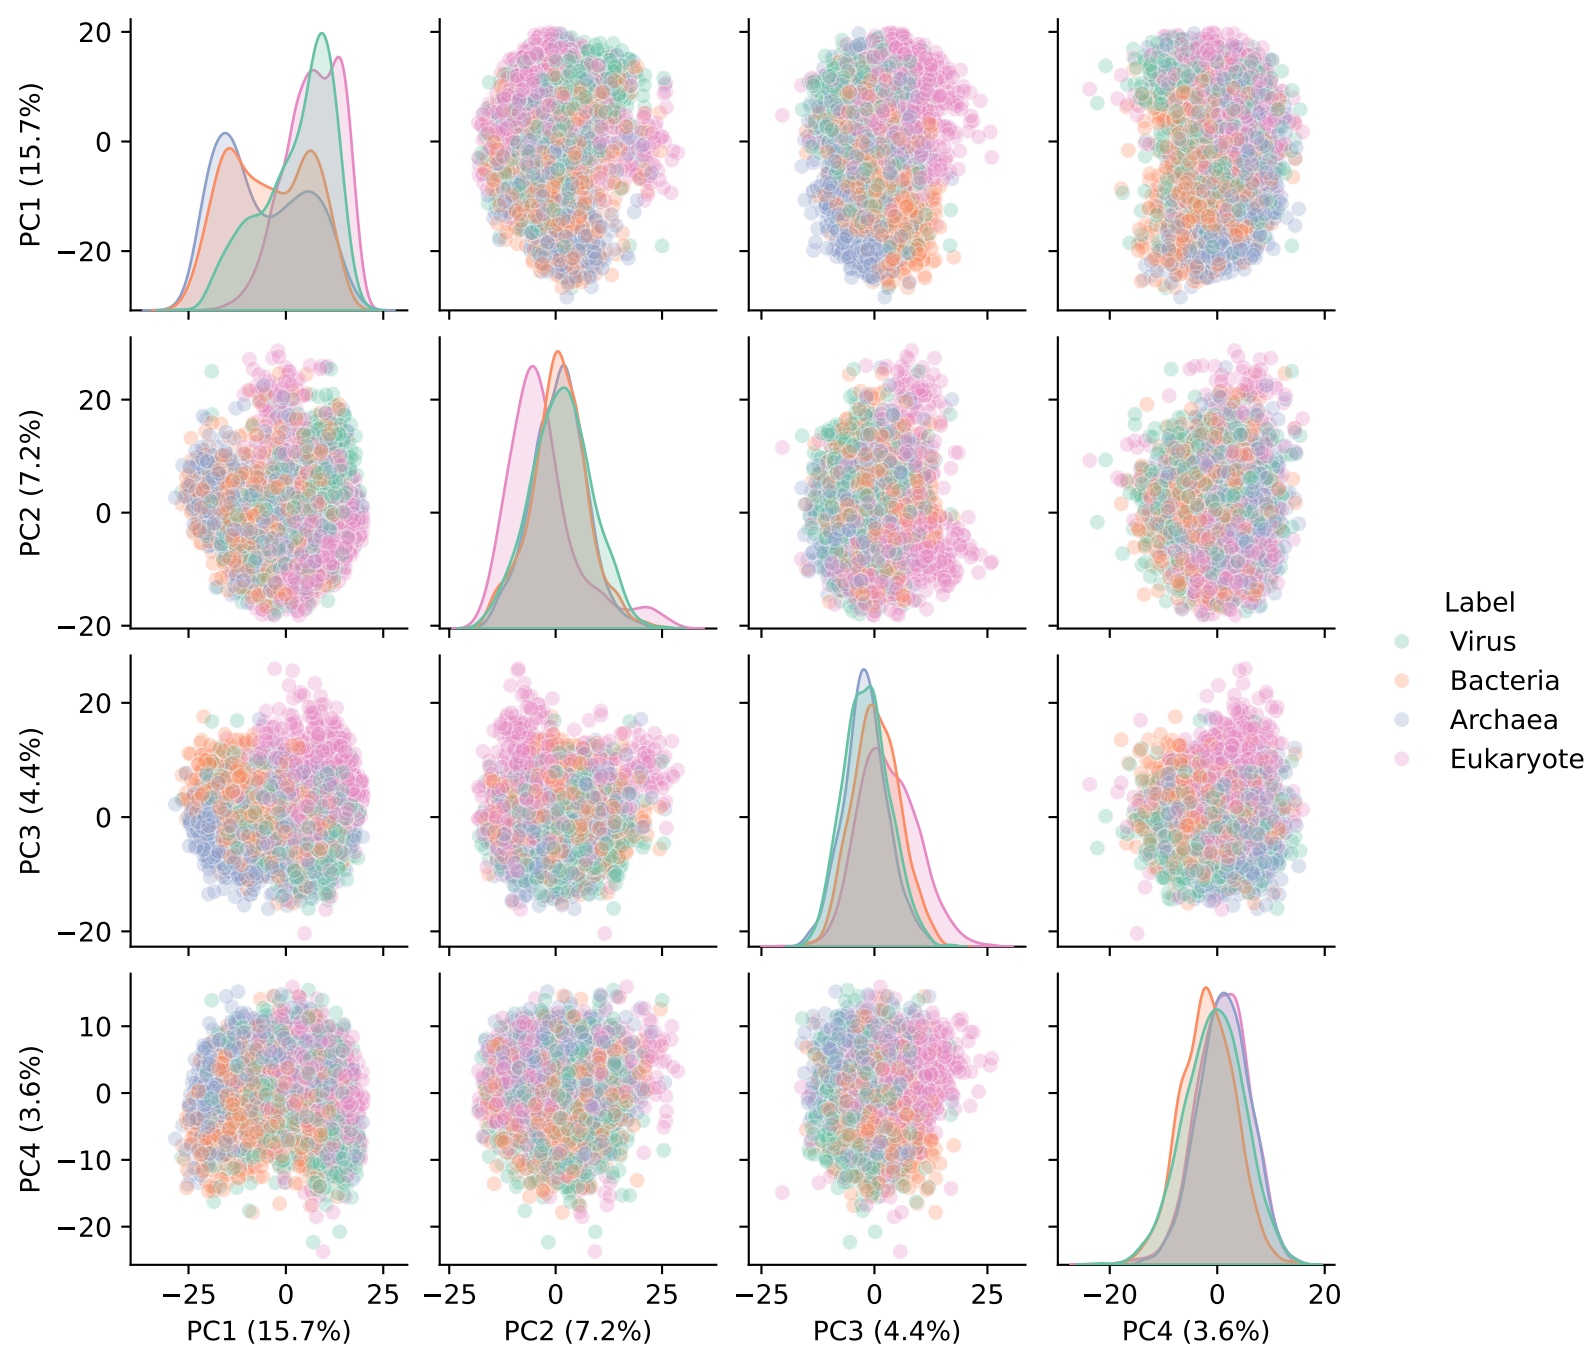 20
0
−20
PC1 (15.7%)
20
0
−20
PC2 (7.2%)
Label
Virus
Bacteria
Archaea
Eukaryote
20
0
−20
PC3 (4.4%)
10
0
−10
−20
PC4 (3.6%)
−25 0 25 −25 0 25 −25 0 25 −20 0 20
PC1 (15.7%) PC2 (7.2%) PC3 (4.4%) PC4 (3.6%)